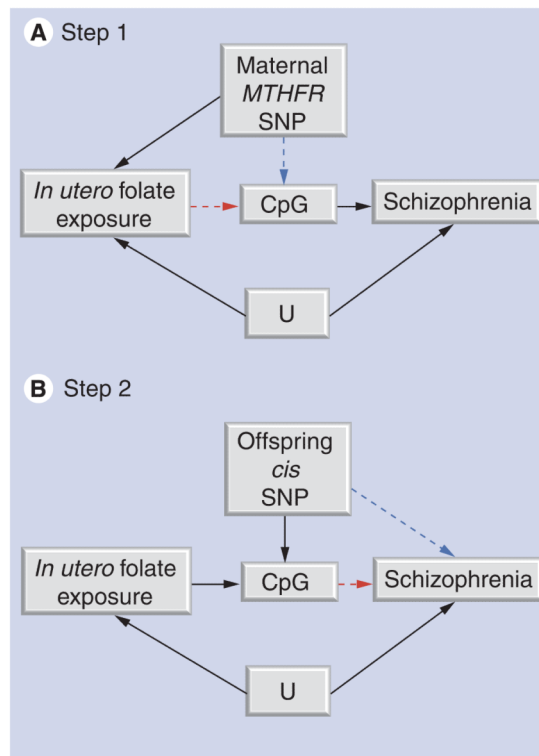 A Step 1
Maternal
MTHFR
SNP
In utero folate
exposure
CpG
Schizophrenia
U
B Step 2
Offspring
cis
SNP
In utero folate
exposure
CpG
Schizophrenia
U